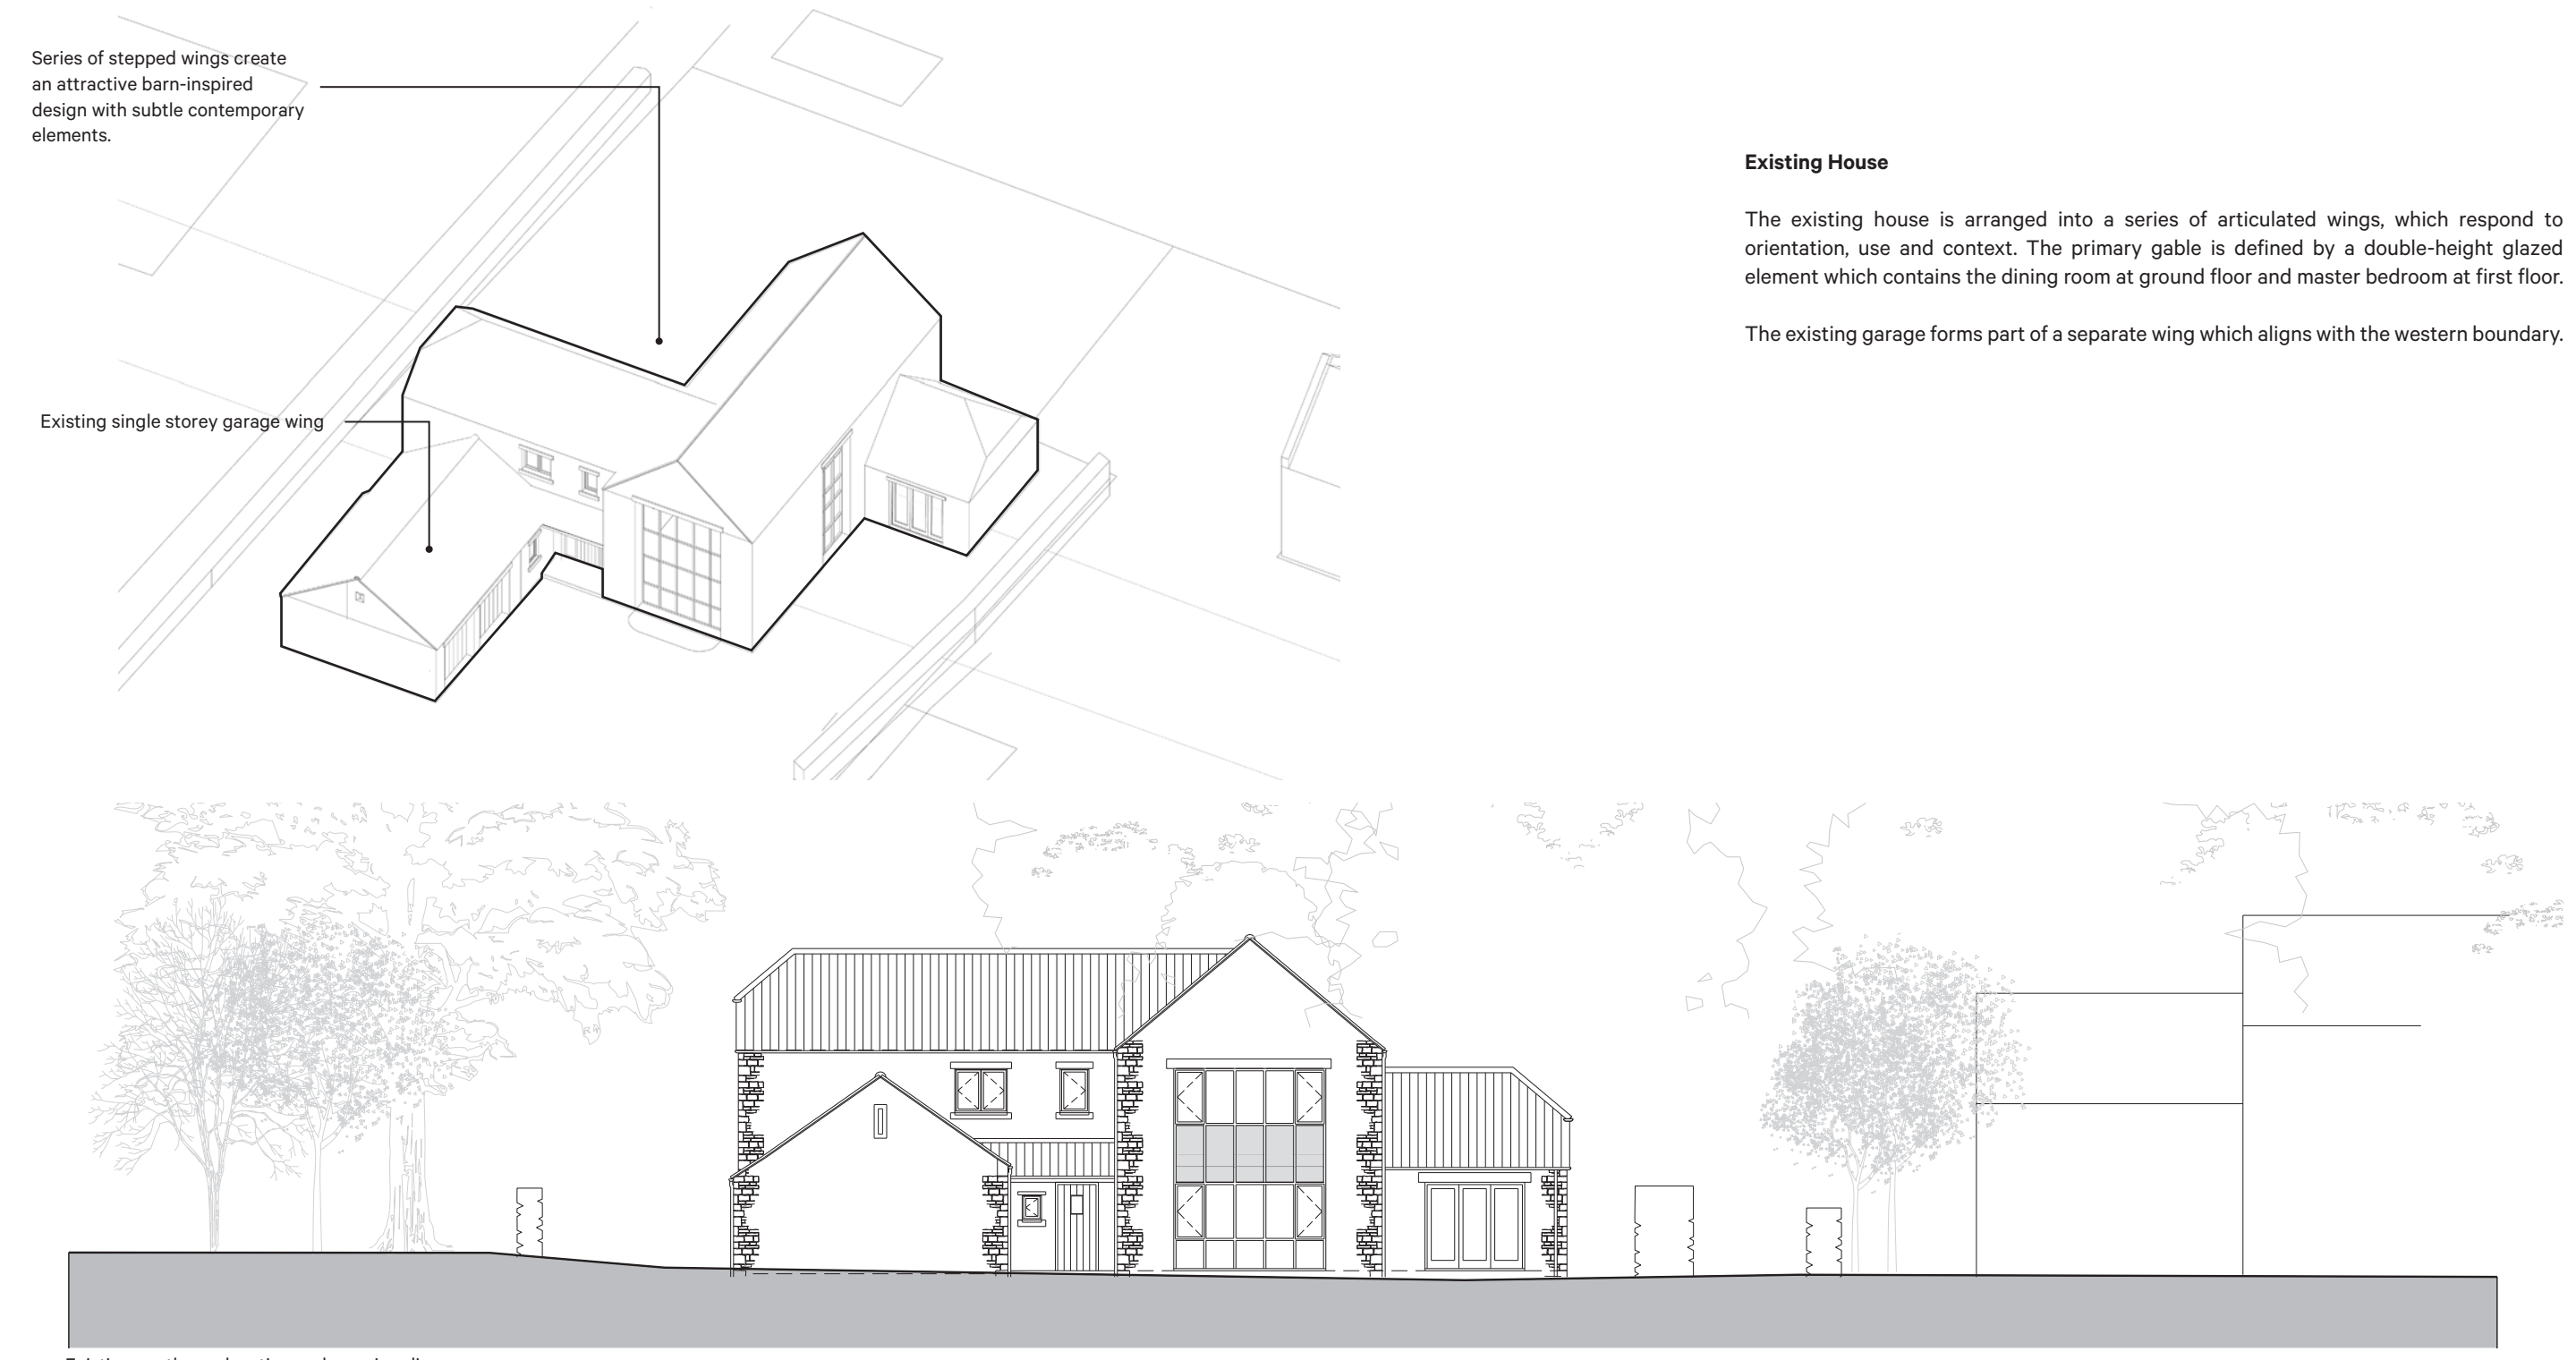 Series of stepped wings create
an attractive barn-inspired
design with subtle contemporary
elements.
Existing single storey garage wing
Existing House
The existing house is arranged into a series of articulated wings, which respond to
orientation, use and context. The primary gable is defined by a double-height glazed
element which contains the dining room at ground floor and master bedroom at first floor.
The existing garage forms part of a separate wing which aligns with the western boundary.